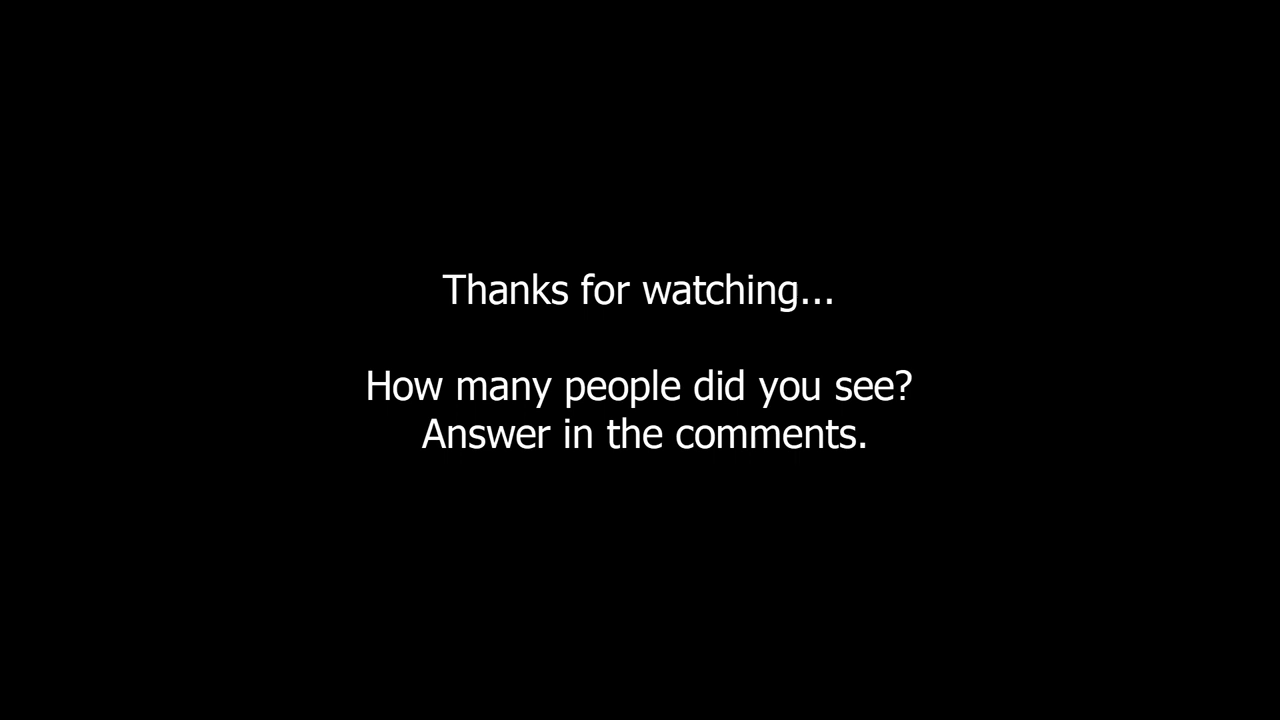 Thanks for watching...
How many people did you see?
Answer in the comments.